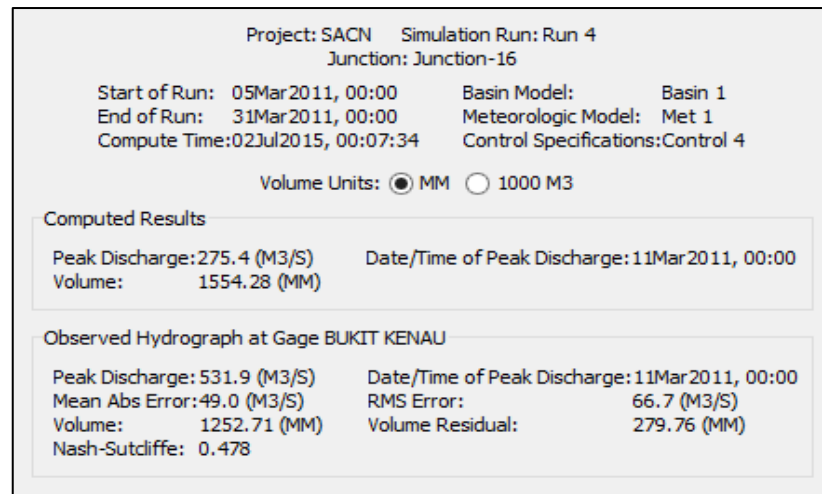 Project: SACN Simulation Run: Run 4
Junction: Junction-16
Start of Run: 05Mar2011, 00:00 Basin Model: Basin 1
End of Run: 31Mar2011, 00:00 Meteorologic Model: Met 1
Compute Time:02Jul2015, 00:07:34 Control Specifications:Control 4
Volume Units: MM 1000 M3
Computed Results
Peak Discharge:275.4 (M3/S) Date/Time of Peak Discharge:11Mar2011, 00:00
Volume: 1554.28 (MM)
Observed Hydrograph at Gage BUKIT KENAU
Peak Discharge:531.9 (M3/S) Date/Time of Peak Discharge:11Mar2011, 00:00
Mean Abs Error:49.0 (M3/S) RMS Error: 66.7 (M3/S)
Volume: 1252.71 (MM) Volume Residual: 279.76 (MM)
Nash-Sutcliffe: 0.478